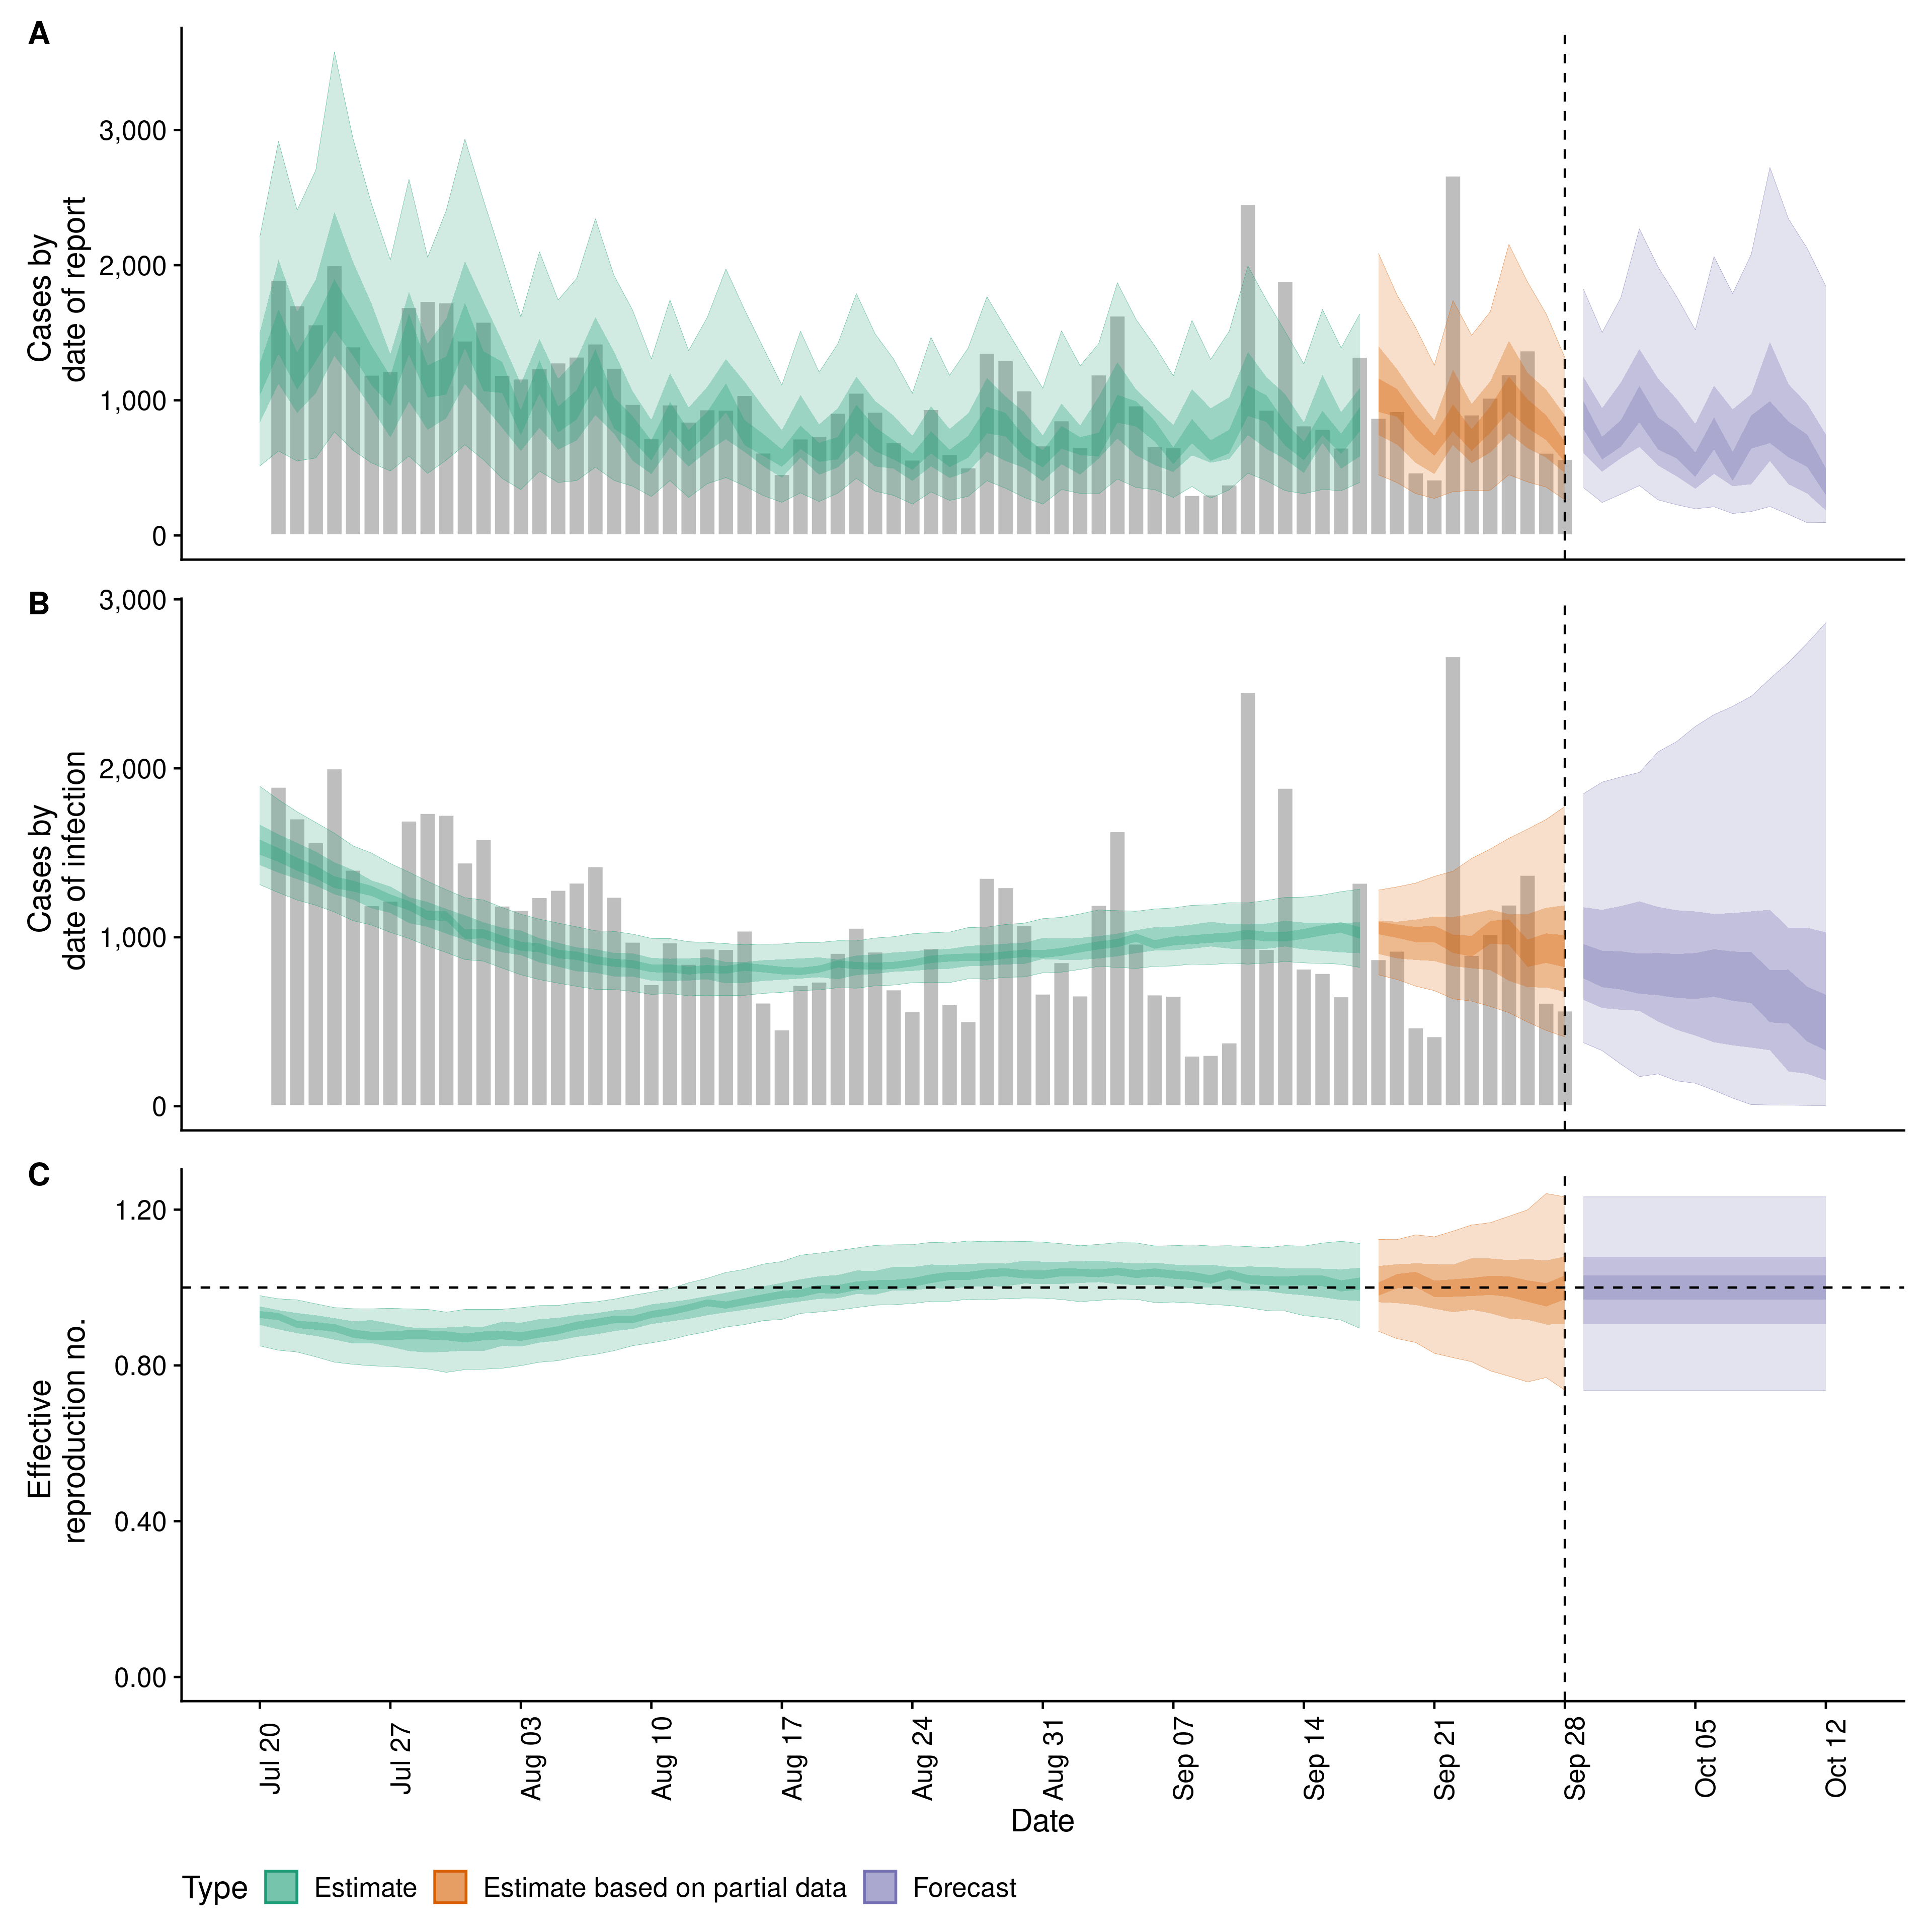 A
Cases by
date of report
3,000
2,000
1,000
0
B
Cases by
date of infection
3,000
2,000
1,000
0
C
Effective
reproduction no.
1.20
0.80
0.40
0.00
Jul 20
Jul 27
Aug 03
Aug 10
Aug 17
Aug 24
Aug 31
Sep 07
Sep 14
Sep 21
Sep 28
Oct 05
Oct 12
Date
Type Estimate Estimate based on partial data Forecast